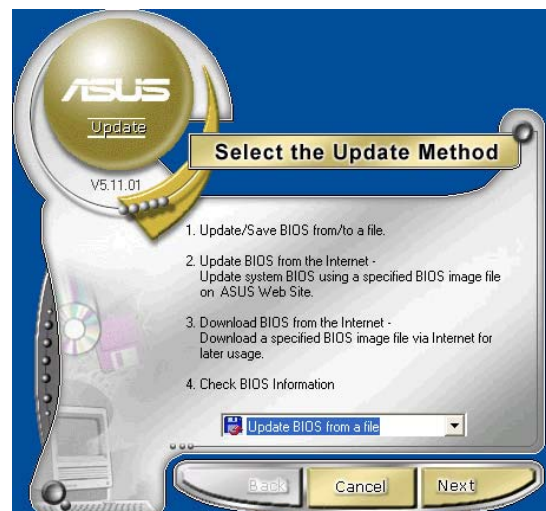 ASUS
Update
V5.11.01
Select the Update Method
1. Update/Save BIOS from/to a file.
2. Update BIOS from the Internet -
Update system BIOS using a specified BIOS image file
on ASUS Web Site.
3. Download BIOS from the Internet -
Download a specified BIOS image file via Internet for
later usage.
4. Check BIOS Information
Update BIOS from a file
Back Cancel Next